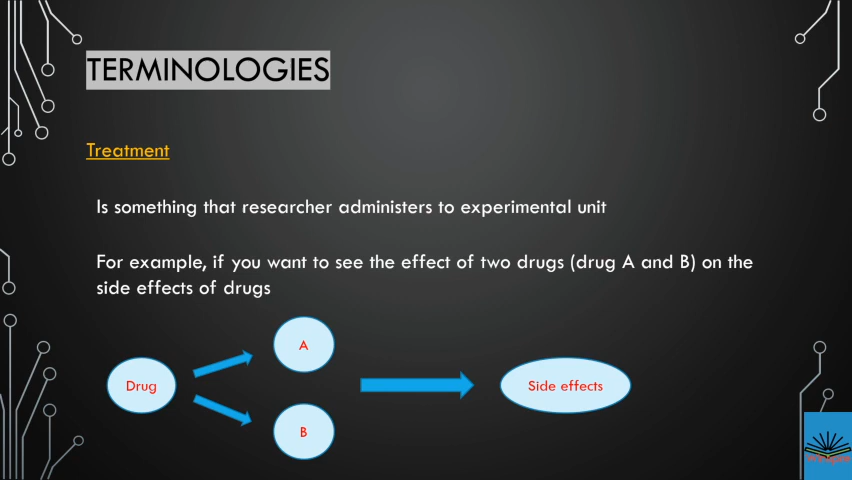 TERMINOLOGIES
Treatment
Is something that researcher administers to experimental unit
For example, if you want to see the effect of two drugs (drug A and B) on the
side effects of drugs
A
Drug
Side effects
B